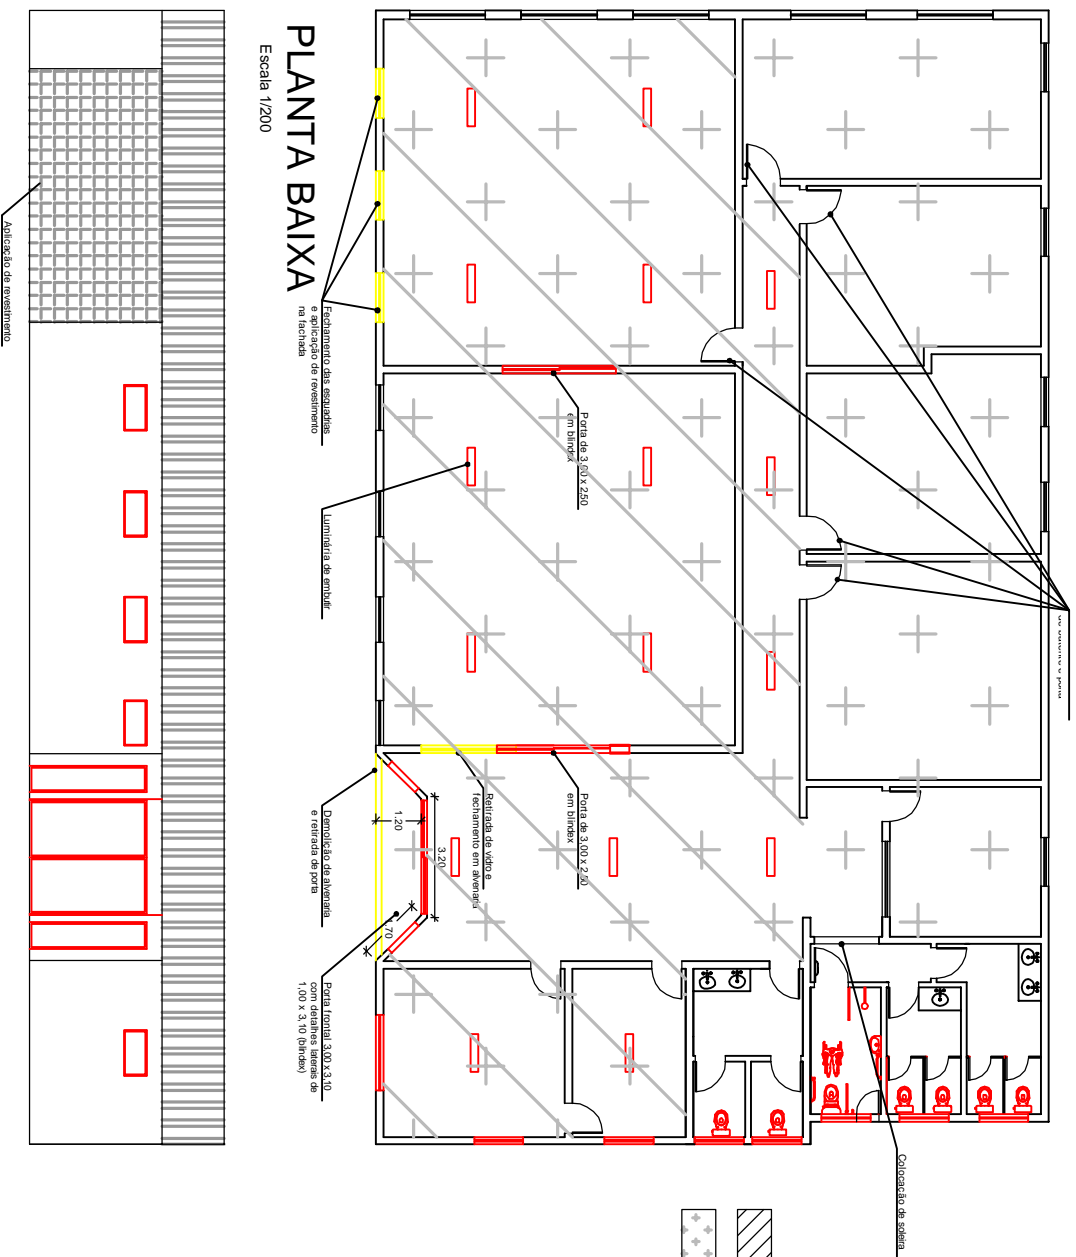 PLANTA BAIXA
Escala 1/200
Aplicação de revestimento
Fechamento das esquadrias
e aplicação de revestimento
na fachada
Luminária de embutir
Porta de 3,00 x 2,50
em blindex
Porta de 3,00 x 2,50
em blindex
Retirada de vidro e
fechamento em alvenaria
Demolição de alvenaria
e retirada de porta
1,20
3,20
1,70
Porta frontal 3,00 x 3,10
com detalhes laterais de
1,00 x 3,10 (blindex)
Colocação de soleira